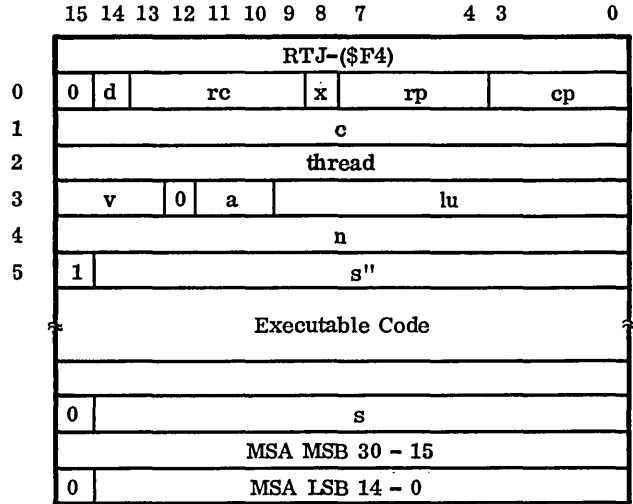 15 14 13 12 11 10 9 8 7 4 3 0
RTJ-($F4)
0 0 d rc x rp cp
1 c
2 thread
3 v 0 a lu
4 n
5 1 s"
Executable Code
0 s
MSA MSB 30 - 15
0 MSA LSB 14 - 0